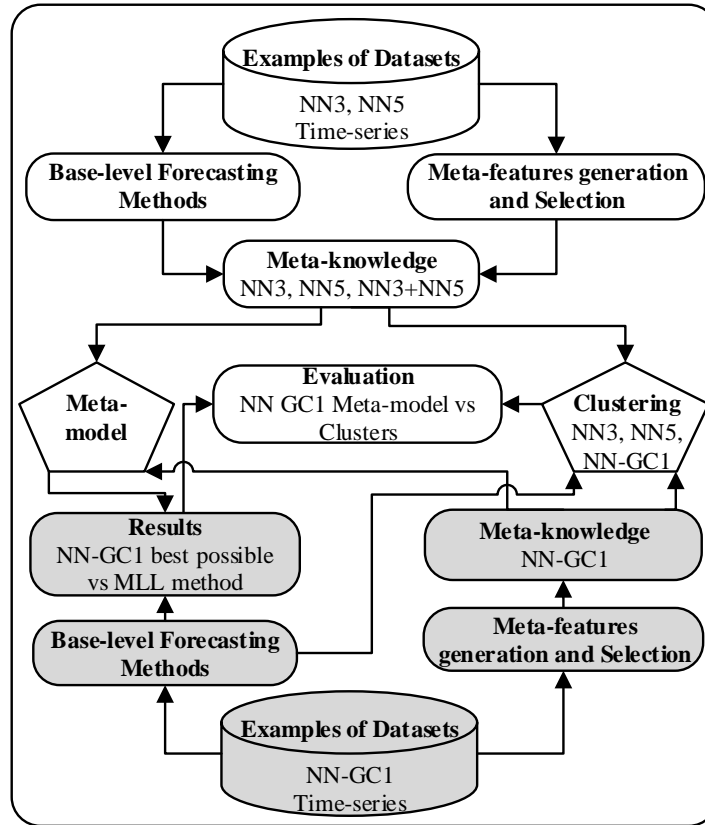 Examples of Datasets
NN3, NN5
Time-series
Base-level Forecasting
Methods
Meta-features generation
and Selection
Meta-knowledge
NN3, NN5, NN3+NN5
Meta-
model
Evaluation
NN GC1 Meta-model vs
Clusters
Clustering
NN3, NN5,
NN-GC1
Results
NN-GC1 best possible
vs MLL method
Meta-knowledge
NN-GC1
Base-level Forecasting
Methods
Meta-features
generation and Selection
Examples of Datasets
NN-GC1
Time-series